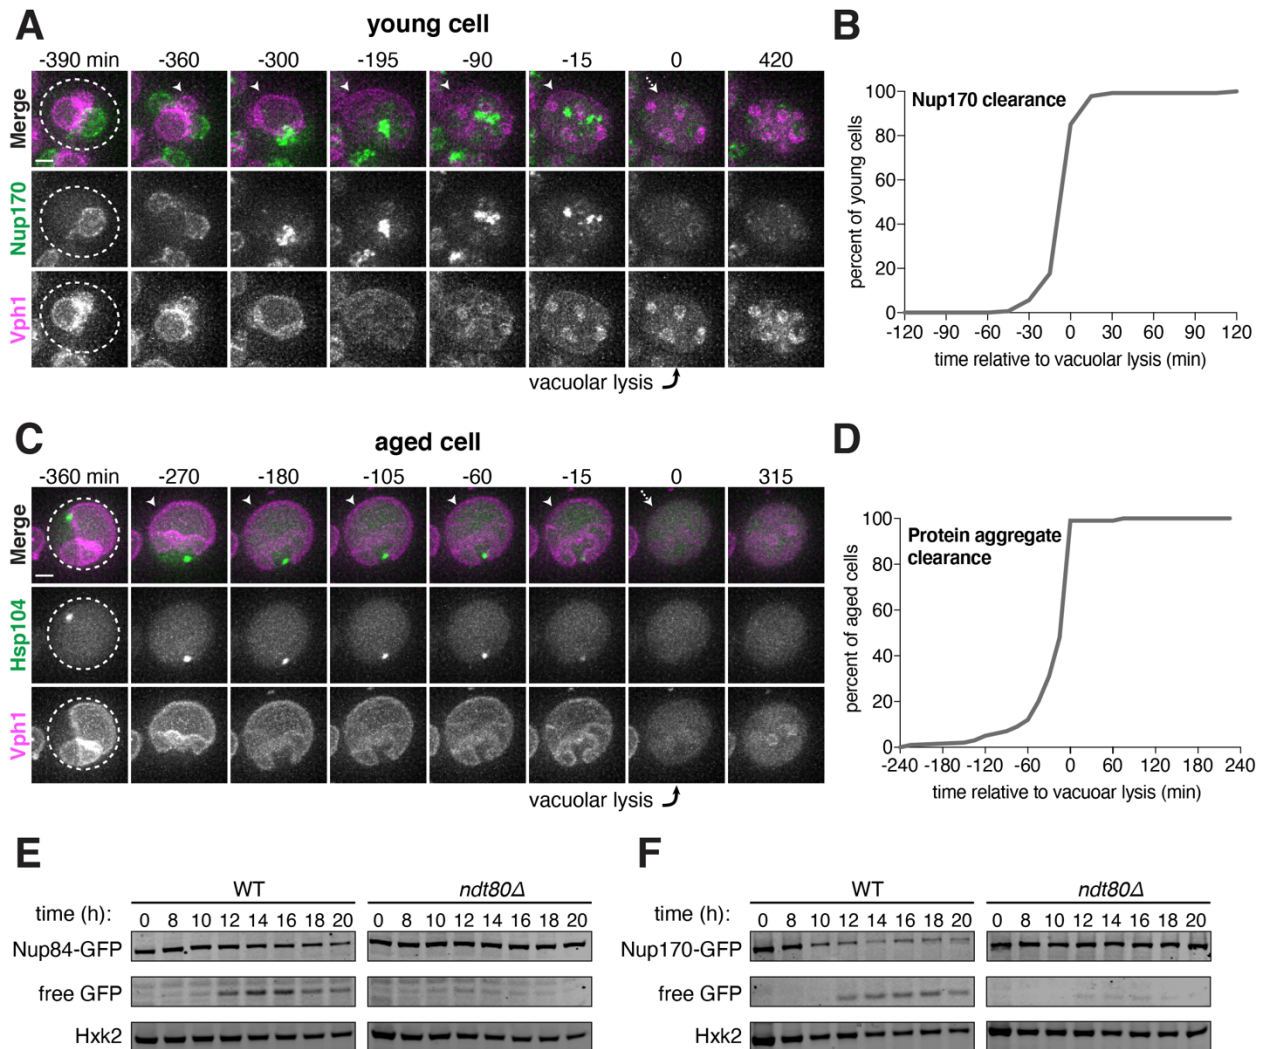 A
young cell
-390 min -360 -300 -195 -90 -15 0 420
Merge
Nup170
Vph1
vacuolar lysis
B
Nup170 clearance
percent of young cells
100
80
60
40
20
0
-120 -90 -60 -30 0 30 60 90 120
time relative to vacuolar lysis (min)
C
aged cell
-360 min -270 -180 -105 -60 -15 0 315
Merge
Hsp104
Vph1
vacuolar lysis
D
Protein aggregate
clearance
percent of aged cells
100
80
60
40
20
0
-240 -180 -120 -60 0 60 120 180 240
time relative to vacuoar lysis (min)
E
WT ndt80Δ
time (h): 0 8 10 12 14 16 18 20 0 8 10 12 14 16 18 20
Nup84-GFP
free GFP
Hxk2
F
WT ndt80Δ
time (h): 0 8 10 12 14 16 18 20 0 8 10 12 14 16 18 20
Nup170-GFP
free GFP
Hxk2